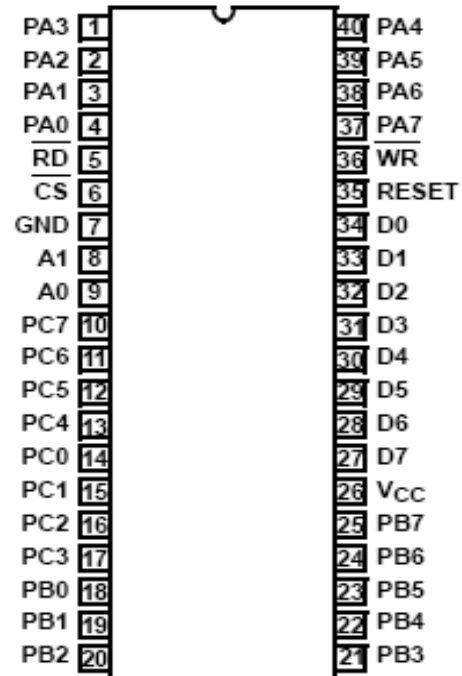 PA3 1 40 PA4
PA2 2 39 PA5
PA1 3 38 PA6
PA0 4 37 PA7
RD 5 36 WR
CS 6 35 RESET
GND 7 34 D0
A1 8 33 D1
A0 9 32 D2
PC7 10 31 D3
PC6 11 30 D4
PC5 12 29 D5
PC4 13 28 D6
PC0 14 27 D7
PC1 15 26 VCC
PC2 16 25 PB7
PC3 17 24 PB6
PB0 18 23 PB5
PB1 19 22 PB4
PB2 20 21 PB3